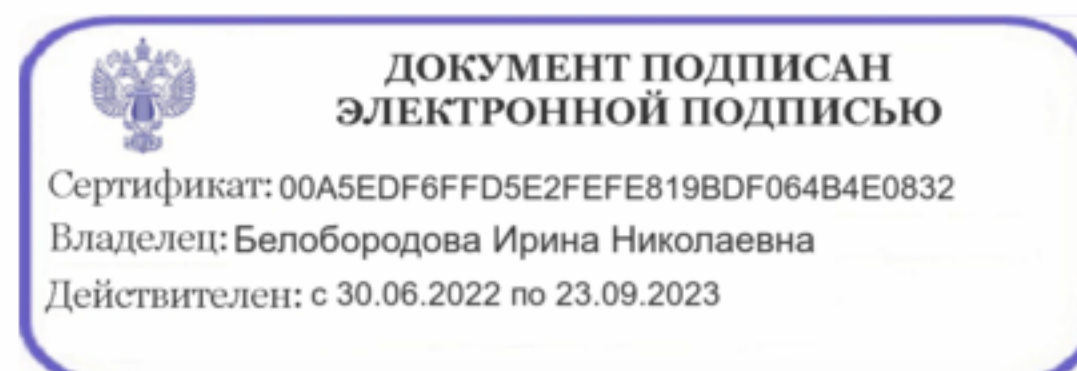 ДОКУМЕНТ ПОДПИСАН
ЭЛЕКТРОННОЙ ПОДПИСЬЮ
Сертификат: 00A5EDF6FFD5E2FEFE819BDF064B4E0832
Владелец: Белобородова Ирина Николаевна
Действителен: с 30.06.2022 по 23.09.2023